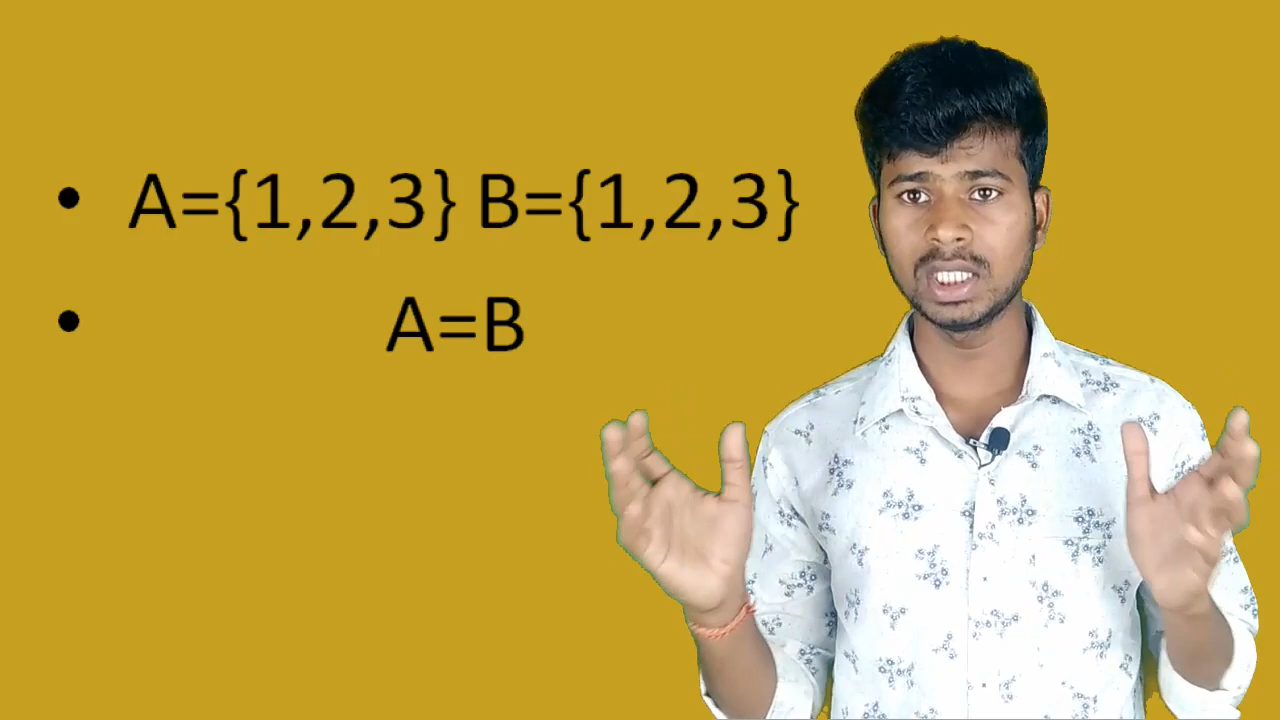 • A={1,2,3} B={1,2,3}
• A=B